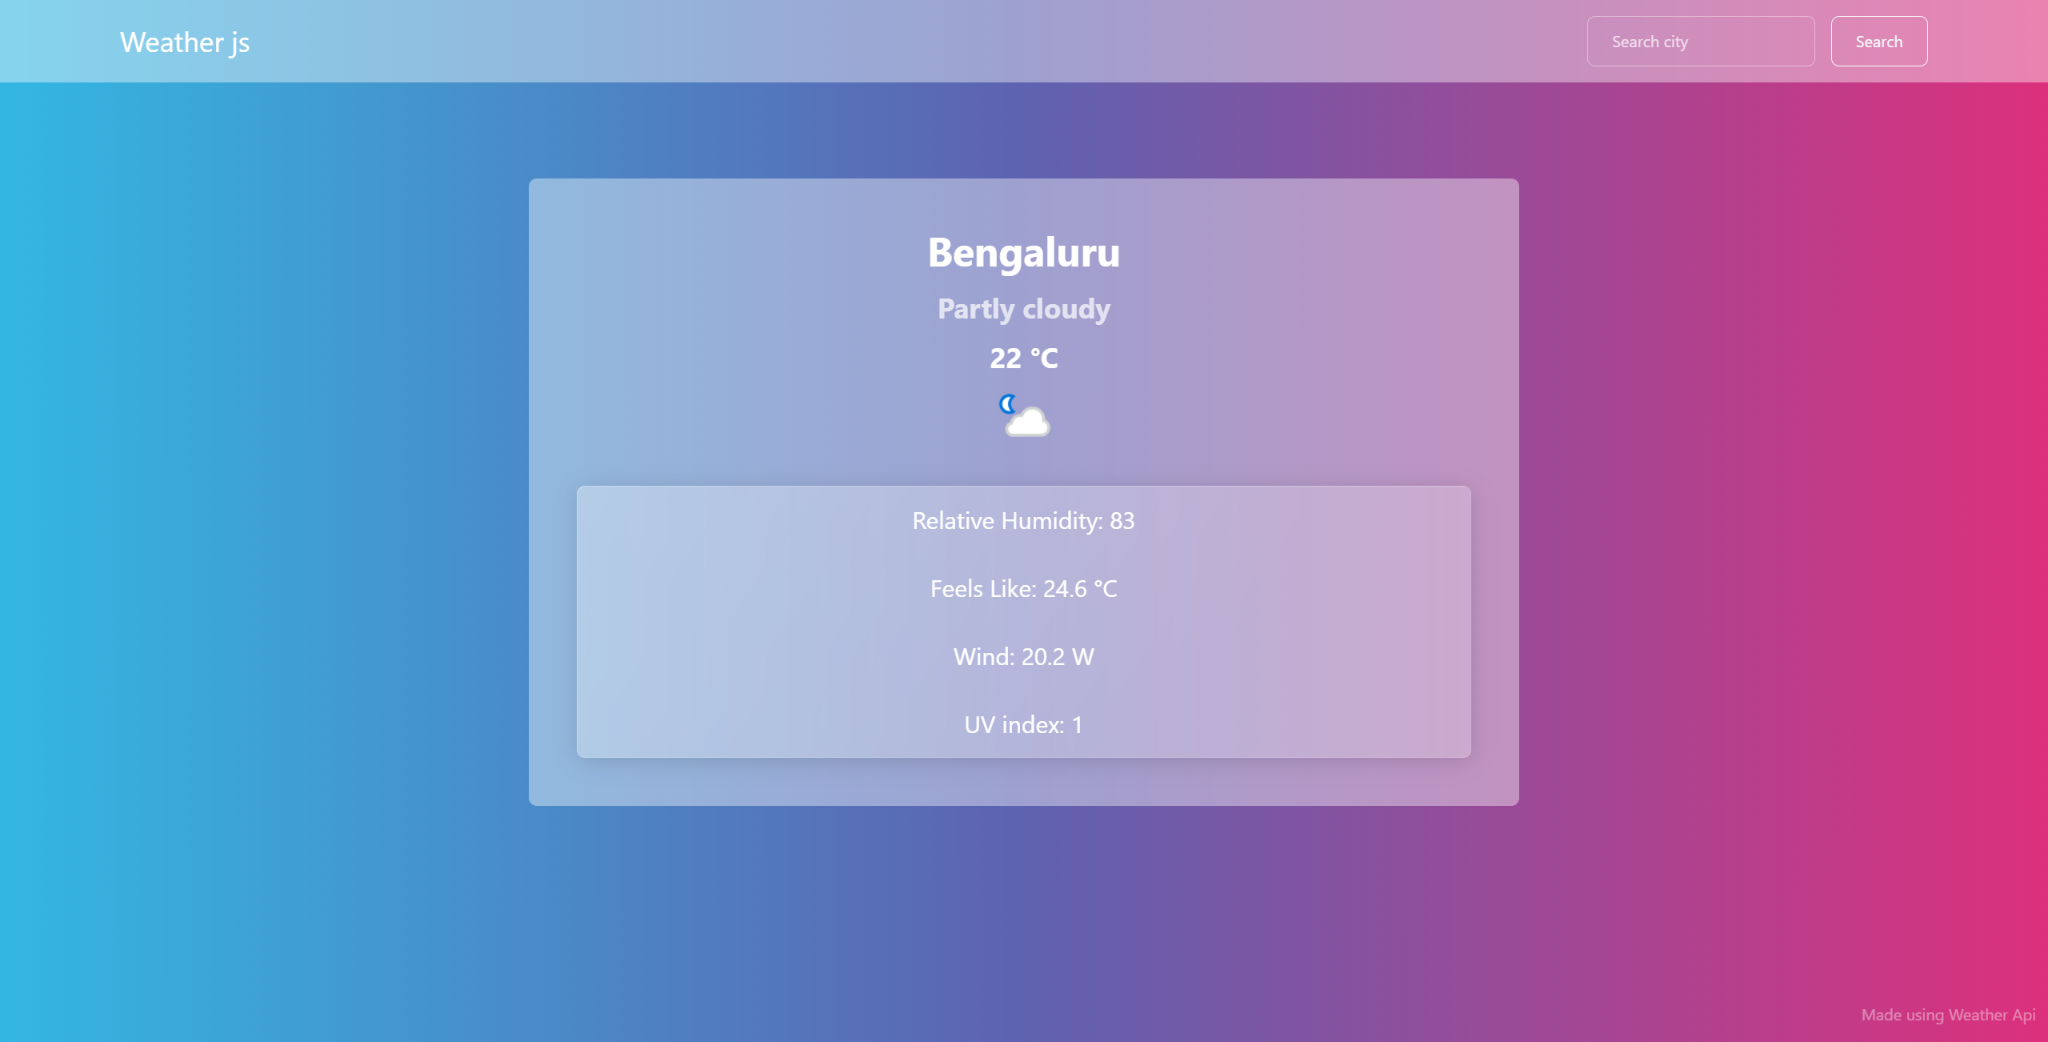 Weather js
Search city
Search
Bengaluru
Partly cloudy
22 °C
Relative Humidity: 83
Feels Like: 24.6 °C
Wind: 20.2 W
UV index: 1
Made using Weather Api